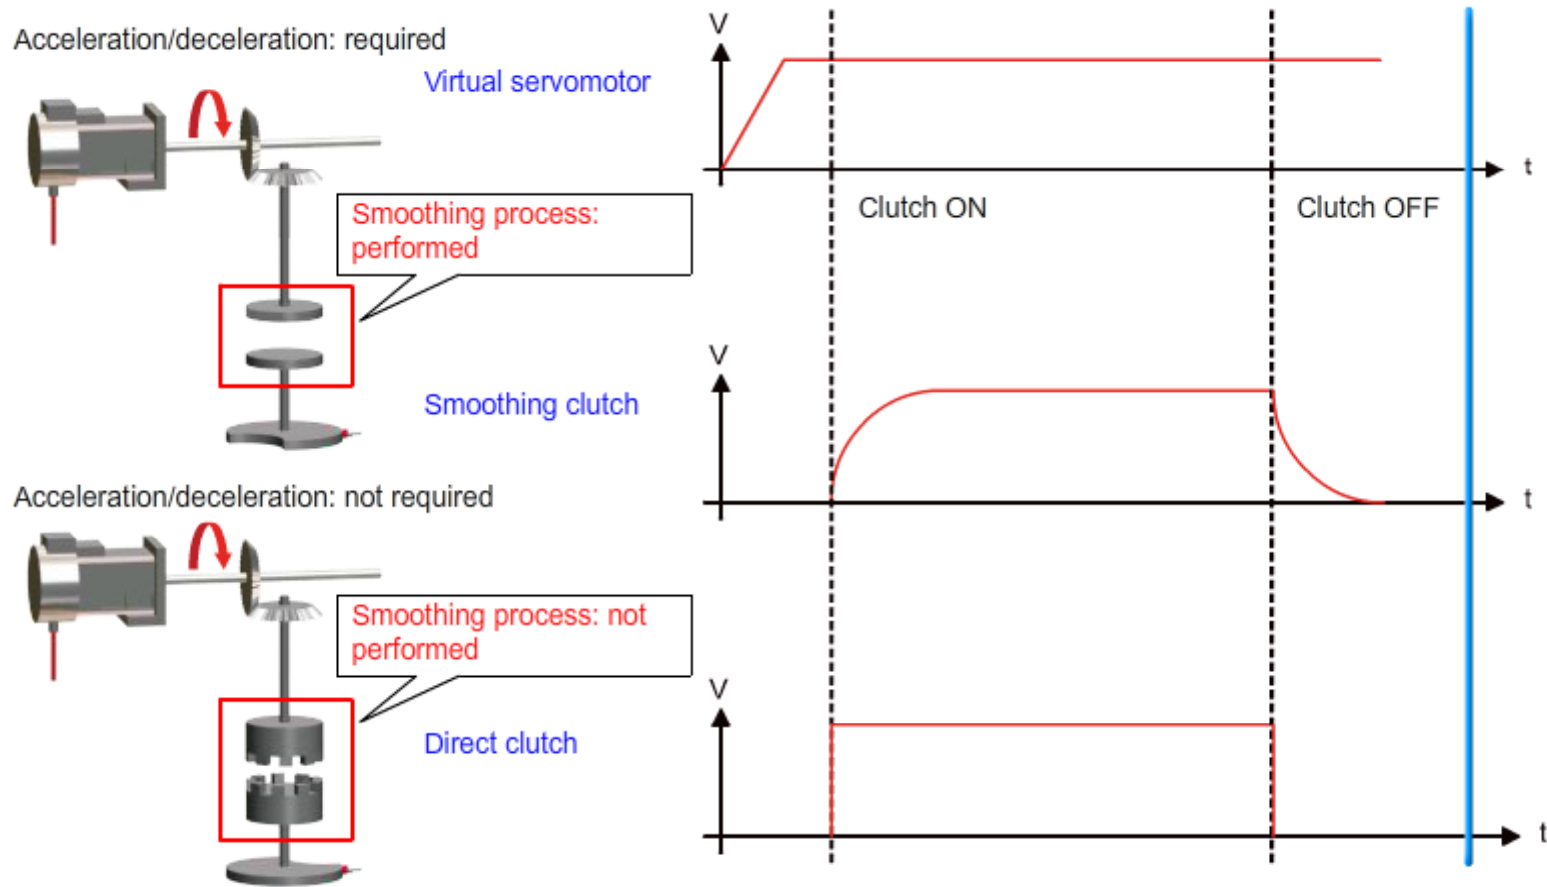 Acceleration/deceleration: required
Virtual servomotor
Smoothing process:
performed
Smoothing clutch
Acceleration/deceleration: not required
Smoothing process: not
performed
Direct clutch
V
t
Clutch ON
Clutch OFF
V
t
V
t